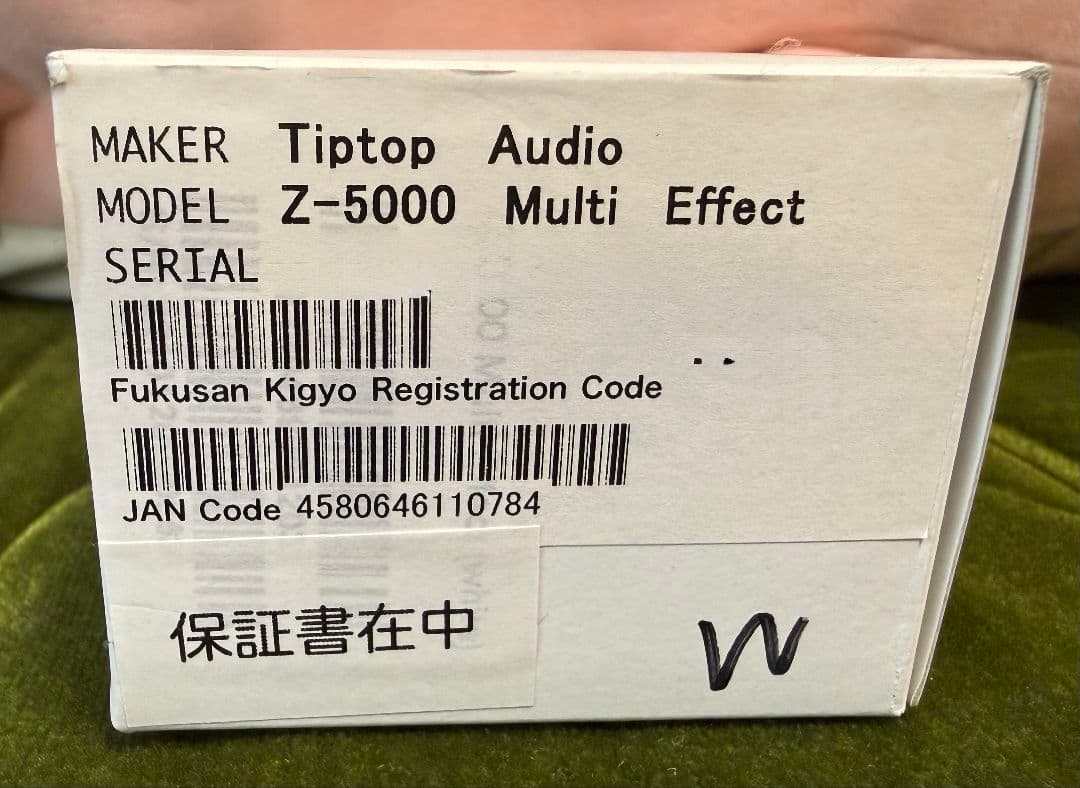 MAKER Tiptop Audio
MODEL Z-5000 Multi Effect
SERIAL
Fukusan Kigyo Registration Code
JAN Code 4580646110784
保証書在中
W